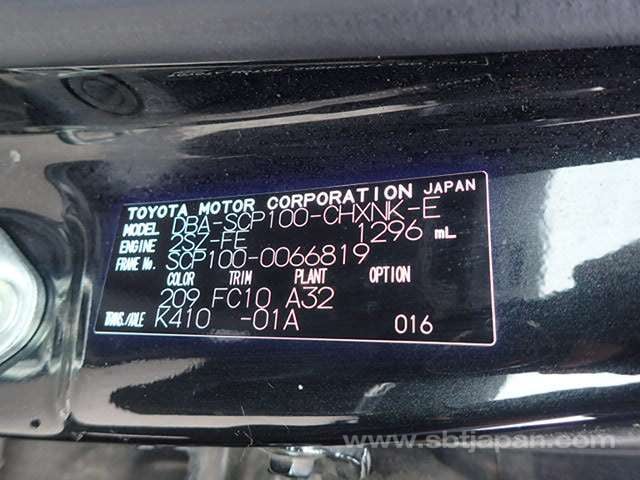 TOYOTA MOTOR CORPORATION JAPAN
MODEL DBA-SCP100-CHXNK-E
ENGINE 2SZ-FE 1296 mL
FRAME No. SCP100-0066819
COLOR TRIM PLANT OPTION
209 FC10 A32
TRANS./AXLE K410 -01A 016
www.sbtjapan.com